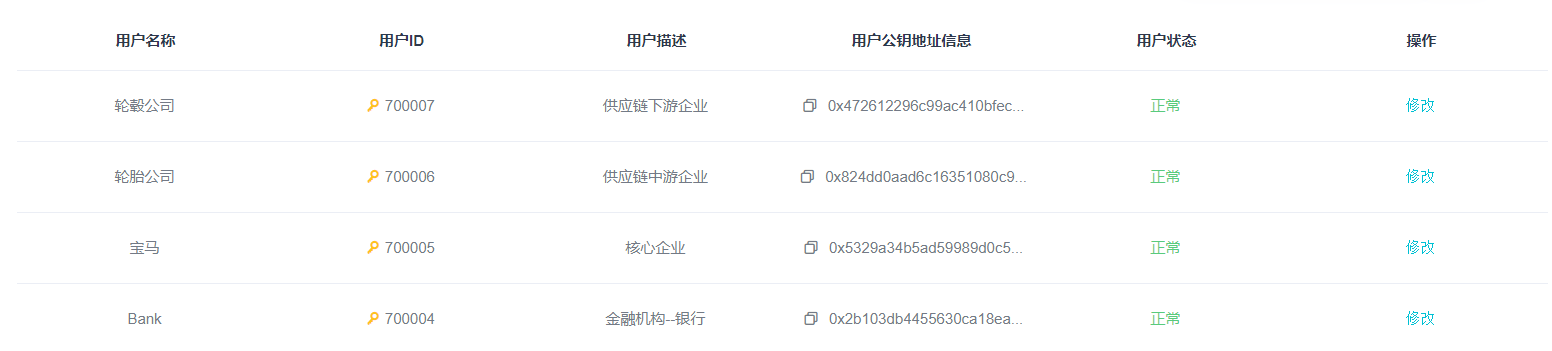 用户名称 用户ID 用户描述 用户公钥地址信息 用户状态 操作
轮毂公司 700007 供应链下游企业 0x472612296c99ac410bfec... 正常 修改
轮胎公司 700006 供应链中游企业 0x824dd0aad6c16351080c9... 正常 修改
宝马 700005 核心企业 0x5329a34b5ad59989d0c5... 正常 修改
Bank 700004 金融机构--银行 0x2b103db4455630ca18ea... 正常 修改